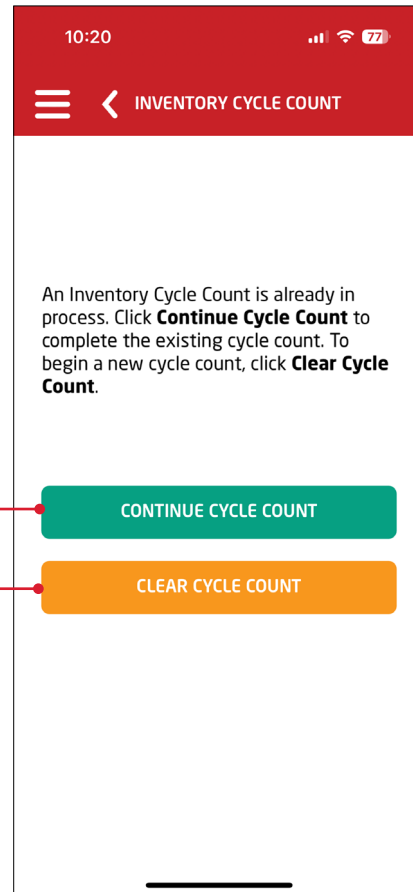 10:20
77
INVENTORY CYCLE COUNT
An Inventory Cycle Count is already in
process. Click Continue Cycle Count to
complete the existing cycle count. To
begin a new cycle count, click Clear Cycle
Count.
CONTINUE CYCLE COUNT
CLEAR CYCLE COUNT